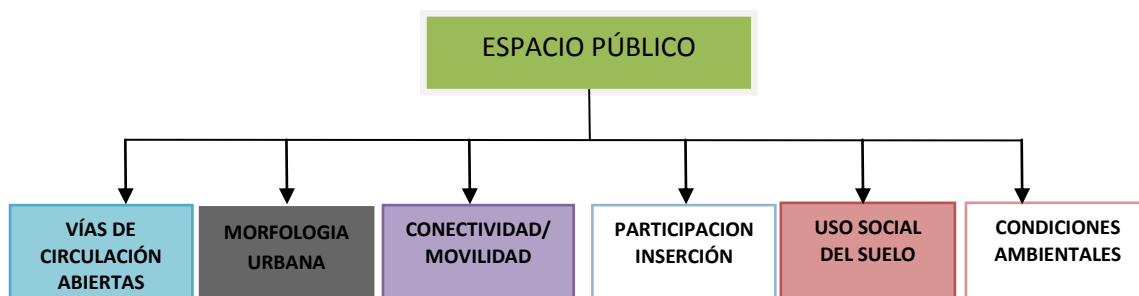 ESPACIO PÚBLICO
VÍAS DE
CIRCULACIÓN
ABIERTAS
MORFOLOGIA
URBANA
CONECTIVIDAD/
MOVILIDAD
PARTICIPACION
INSERCIÓN
USO SOCIAL
DEL SUELO
CONDICIONES
AMBIENTALES